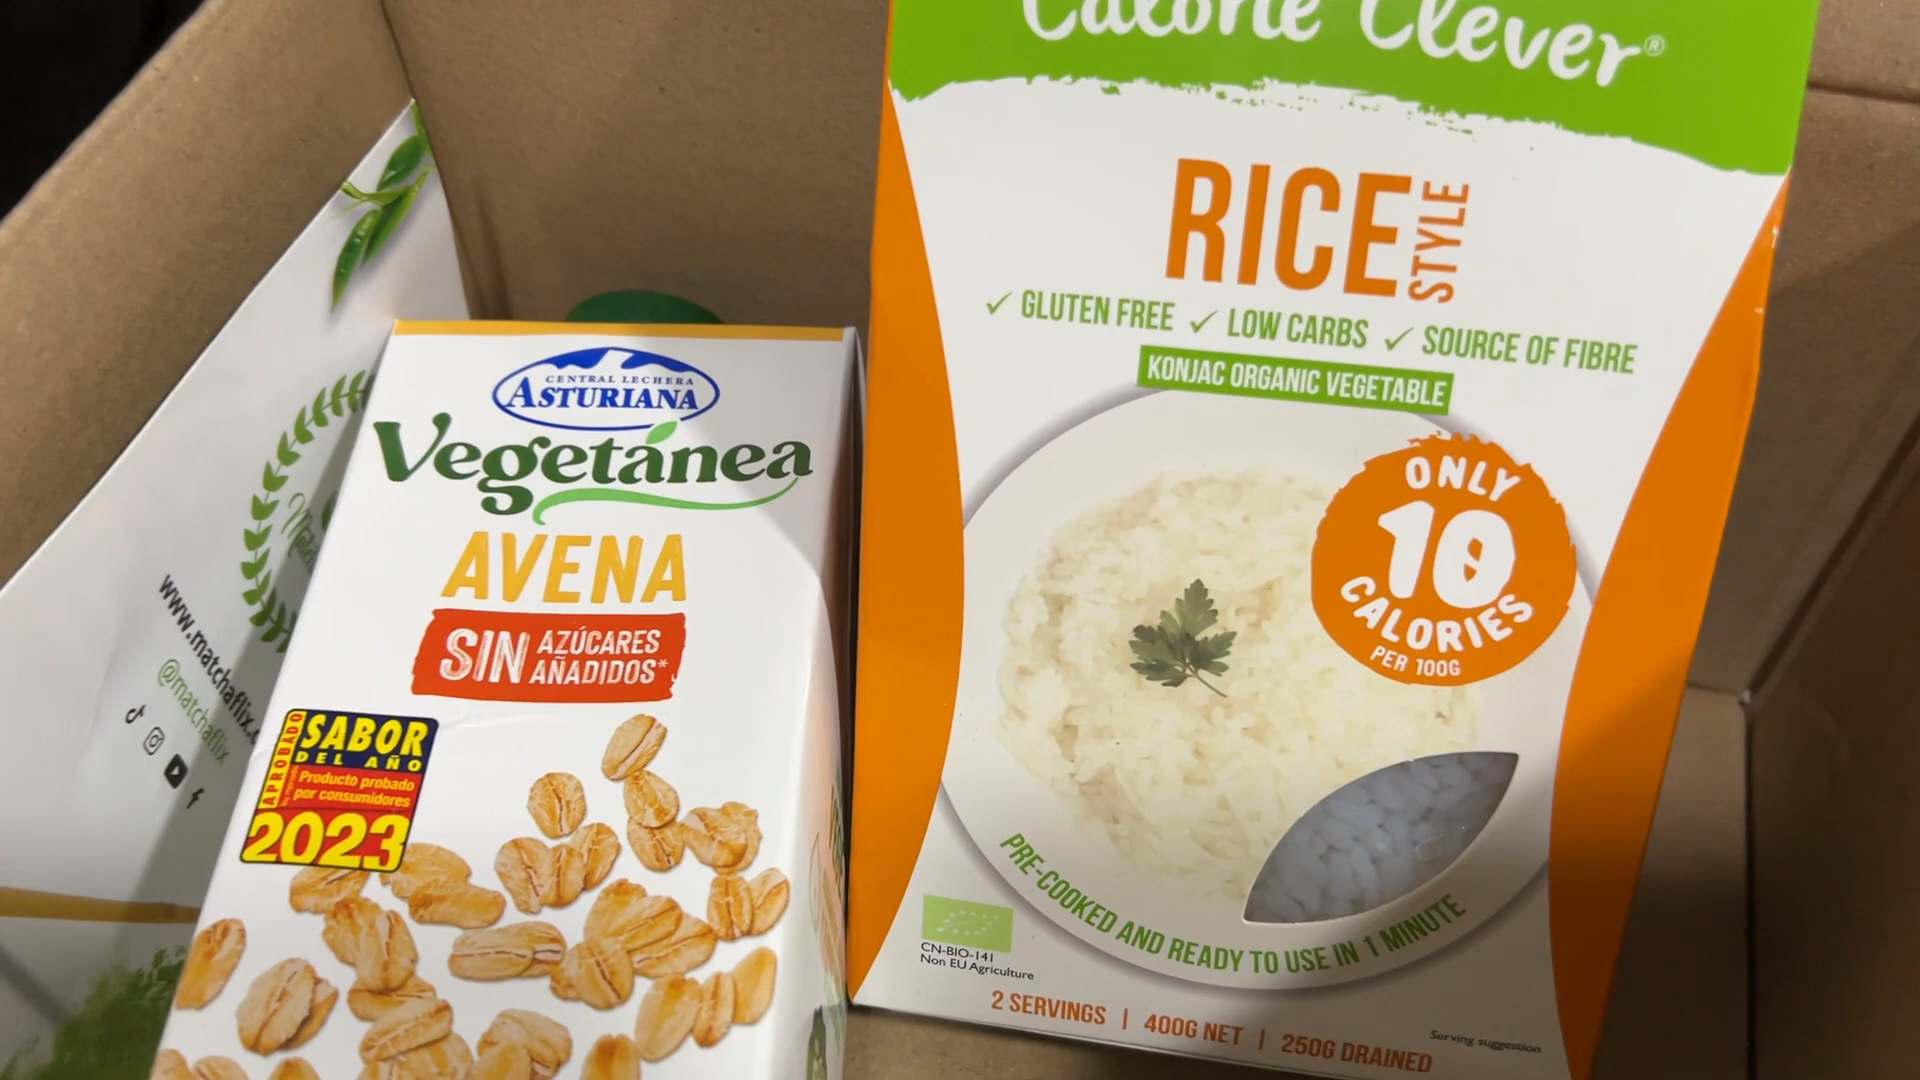 Calorie Clever®
RICE
STYLE
✓ GLUTEN FREE ✓ LOW CARBS ✓ SOURCE OF FIBRE
KONJAC ORGANIC VEGETABLE
ONLY
10
CALORIES
PER 100G
PRE-COOKED AND READY TO USE IN 1 MINUTE
CN-BIO-141
Non EU Agriculture
2 SERVINGS | 400G NET | 250G DRAINED
Serving suggestion
CENTRAL LECHERA
ASTURIANA
Vegetánea
AVENA
SIN AZÚCARES
AÑADIDOS*
APROBADO
SABOR
DEL AÑO
Producto probado
por consumidores
2023
www.matchaflix.c
@matchaflix